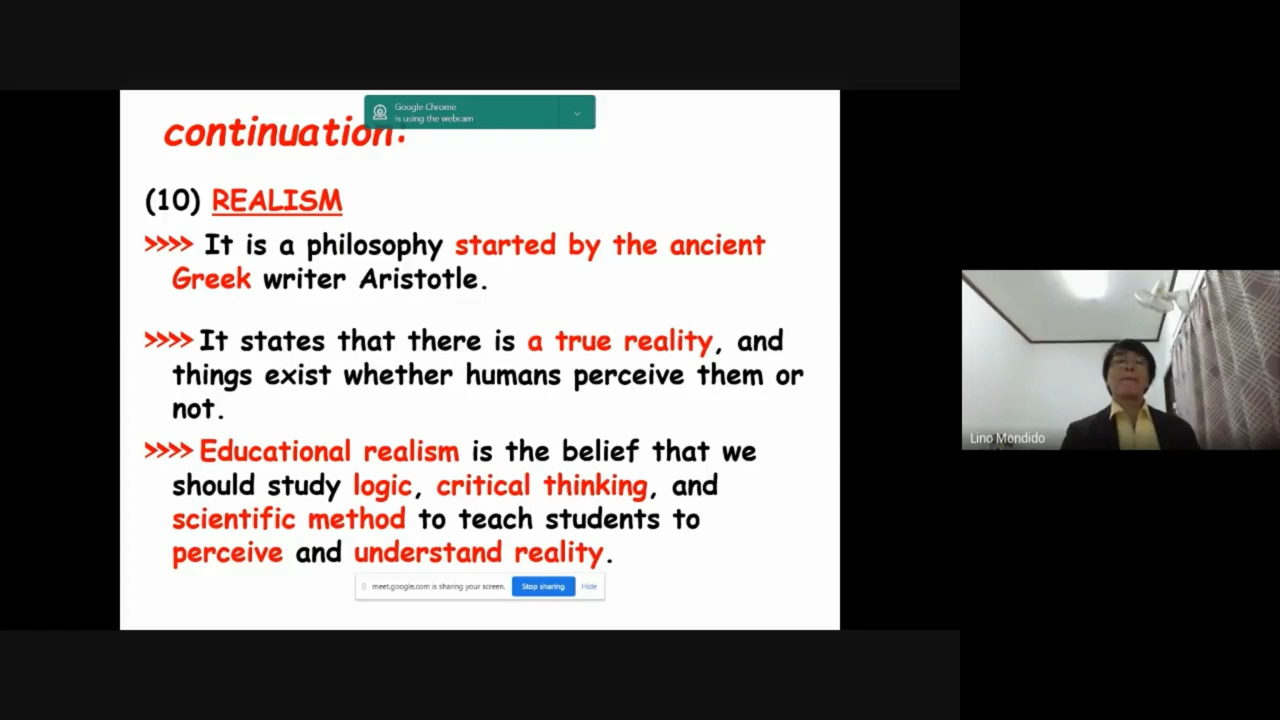 Google Chrome
is using the webcam
continuation:
(10) REALISM
>>>> It is a philosophy started by the ancient
Greek writer Aristotle.
>>>> It states that there is a true reality, and
things exist whether humans perceive them or
not.
>>>> Educational realism is the belief that we
should study logic, critical thinking, and
scientific method to teach students to
perceive and understand reality.
meet.google.com is sharing your screen. Stop sharing Hide
Lino Mondido